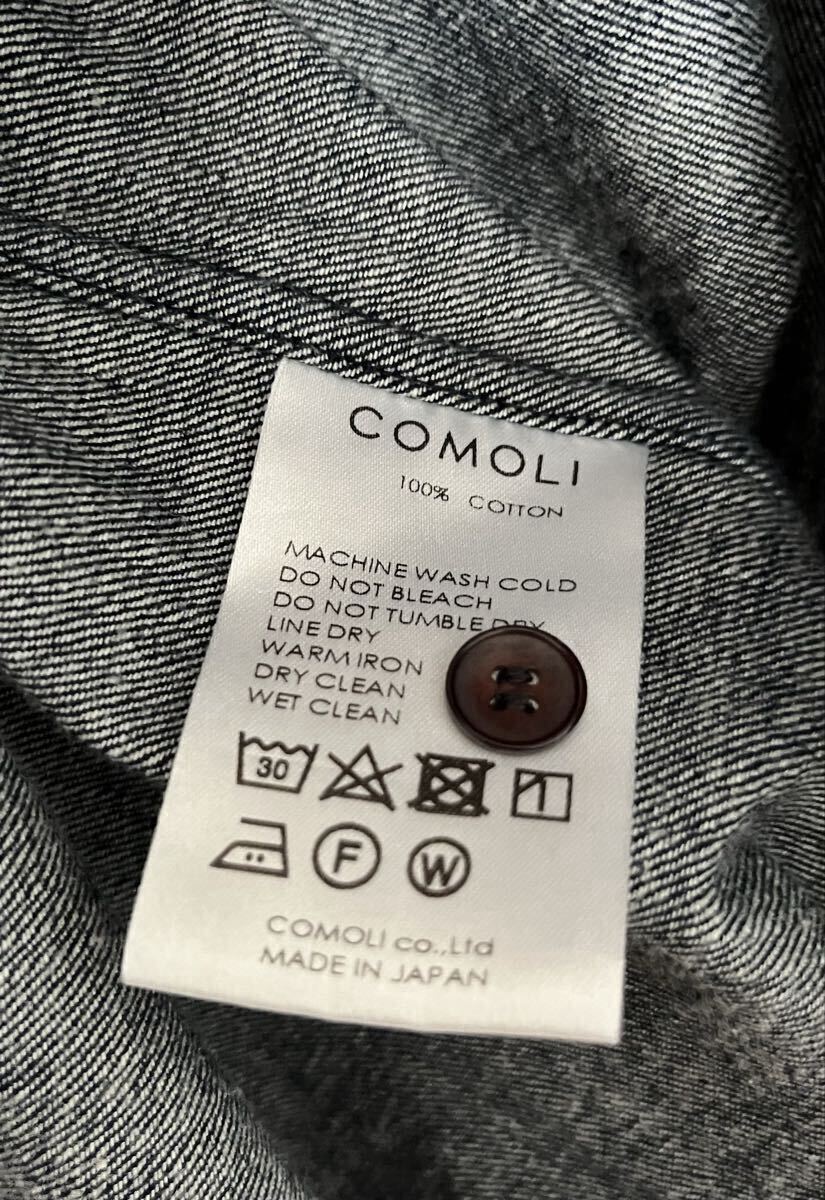 COMOLI
100% COTTON
MACHINE WASH COLD
DO NOT BLEACH
DO NOT TUMBLE DRY
LINE DRY
WARM IRON
DRY CLEAN
WET CLEAN
30
F W
COMOLI co.,Ltd
MADE IN JAPAN